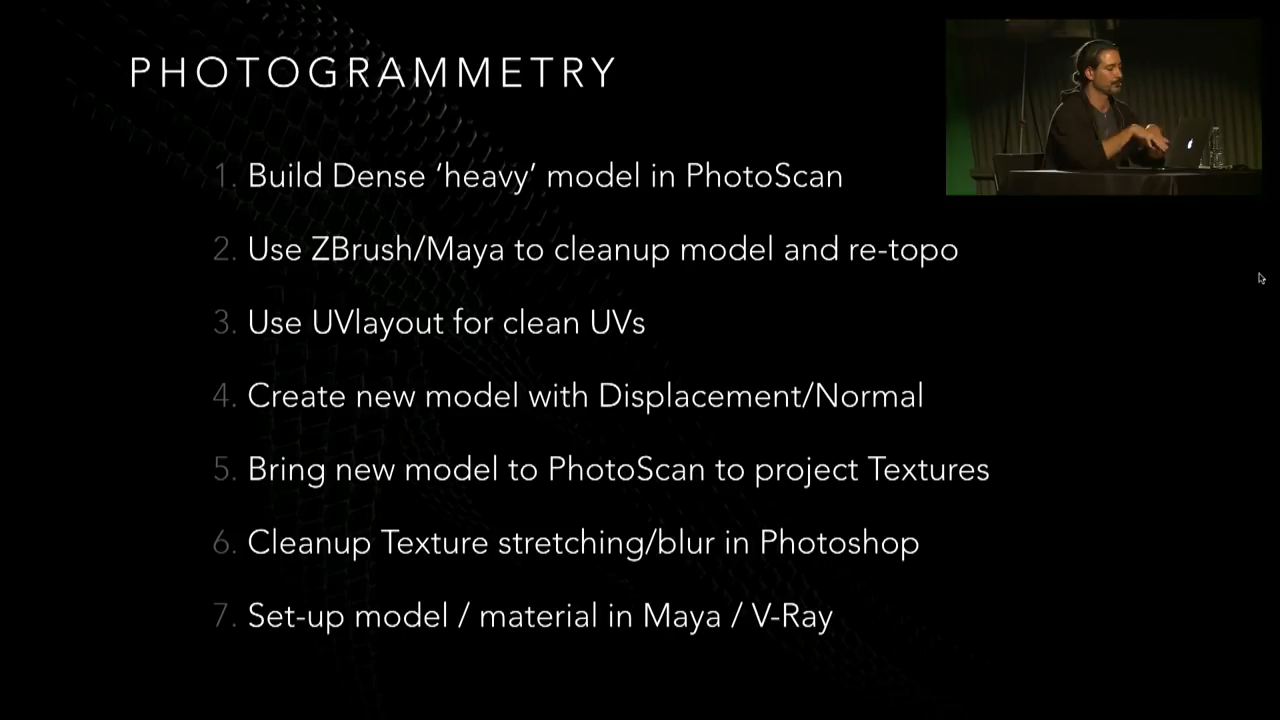 PHOTOGRAMMETRY
1. Build Dense ‘heavy’ model in PhotoScan
2. Use ZBrush/Maya to cleanup model and re-topo
3. Use UVlayout for clean UVs
4. Create new model with Displacement/Normal
5. Bring new model to PhotoScan to project Textures
6. Cleanup Texture stretching/blur in Photoshop
7. Set-up model / material in Maya / V-Ray